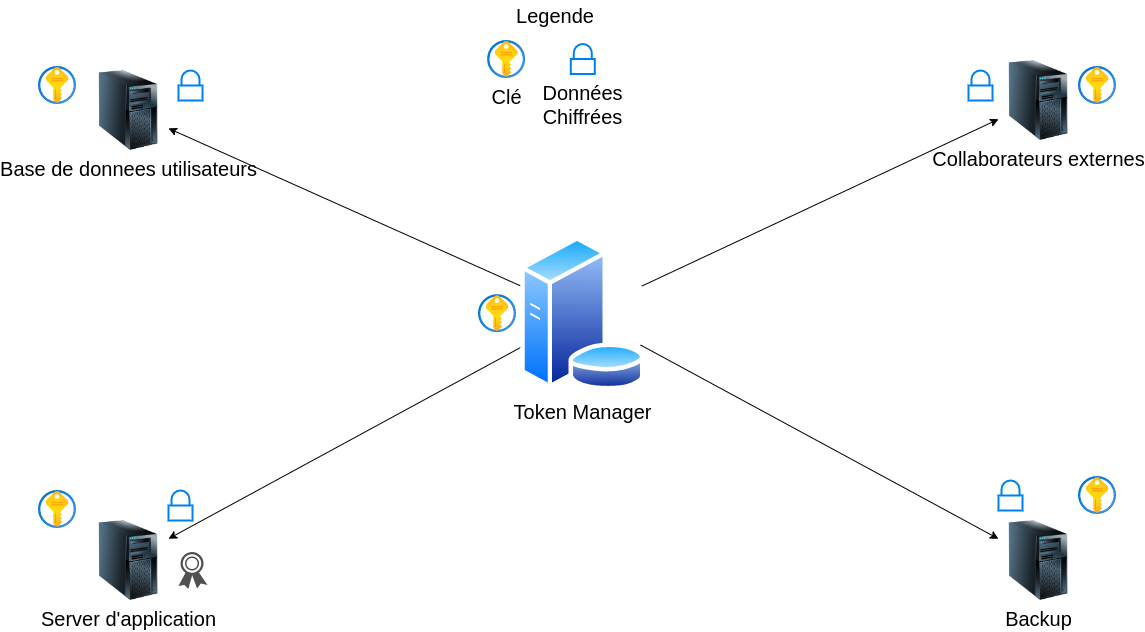 Legende
Clé
Données
Chiffrées
Base de donnees utilisateurs
Collaborateurs externes
Token Manager
Server d'application
Backup